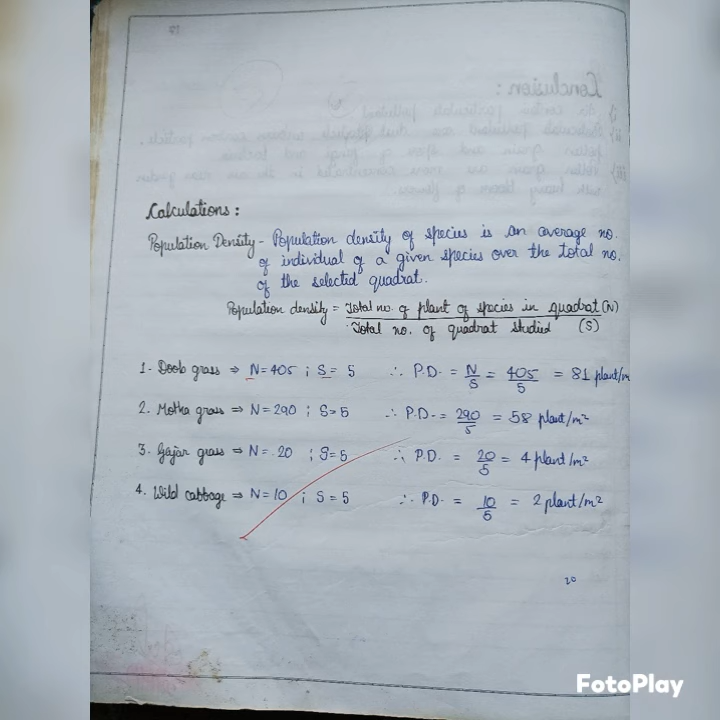 Calculations:
Population Density - Population density of species is an average no.
of individual of a given species over the total no.
of the selected quadrat.
Population density = Total no. of plant of species in quadrat (N)
Total no. of quadrat studied (S)
1. Doob grass ⇒ N=405 ; S= 5 ∴ P.D. = N/S = 405/5 = 81 plant/m
2. Motha grass ⇒ N=290 ; S=5 ∴ P.D.= 290/5 = 58 plant/m²
3. Gajar grass ⇒ N= 20 ; S=5 ∴ P.D. = 20/5 = 4 plant/m²
4. Wild cabbage ⇒ N=10 ; S=5 ∴ P.D. = 10/5 = 2 plant/m²
20
FotoPlay